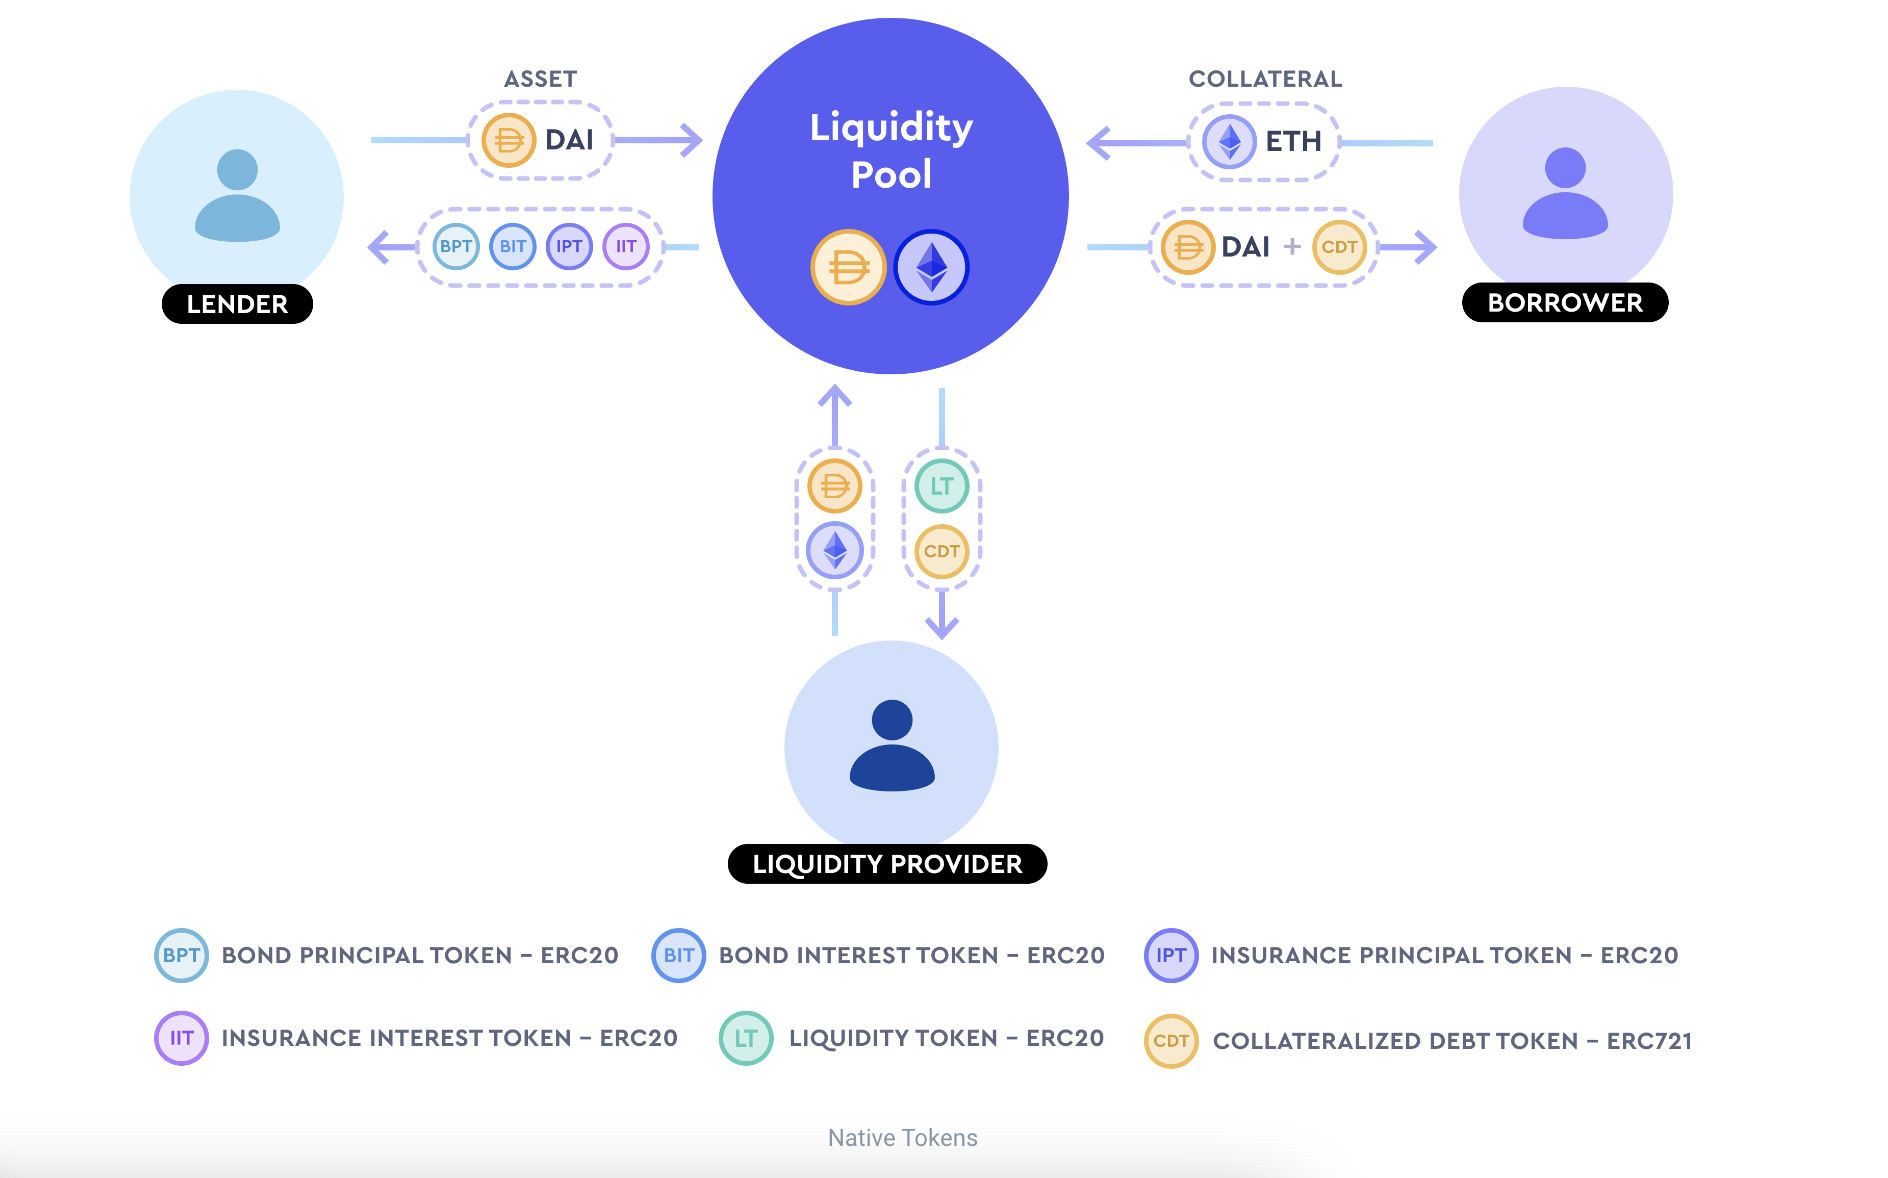 ASSET
COLLATERAL
DAI
ETH
Liquidity
Pool
BPT BIT IPT IIT
DAI + CDT
LENDER
BORROWER
LT
CDT
LIQUIDITY PROVIDER
BPT BOND PRINCIPAL TOKEN – ERC20
BIT BOND INTEREST TOKEN – ERC20
IPT INSURANCE PRINCIPAL TOKEN – ERC20
IIT INSURANCE INTEREST TOKEN – ERC20
LT LIQUIDITY TOKEN – ERC20
CDT COLLATERALIZED DEBT TOKEN – ERC721
Native Tokens